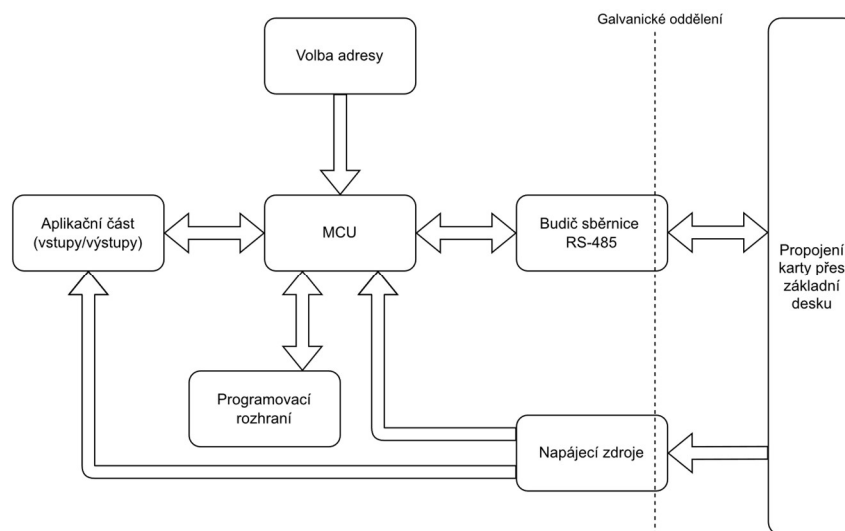 Galvanické oddělení
Volba adresy
Aplikační část
(vstupy/výstupy)
MCU
Budič sběrnice
RS-485
Propojení
karty přes
základní
desku
Programovací
rozhraní
Napájecí zdroje